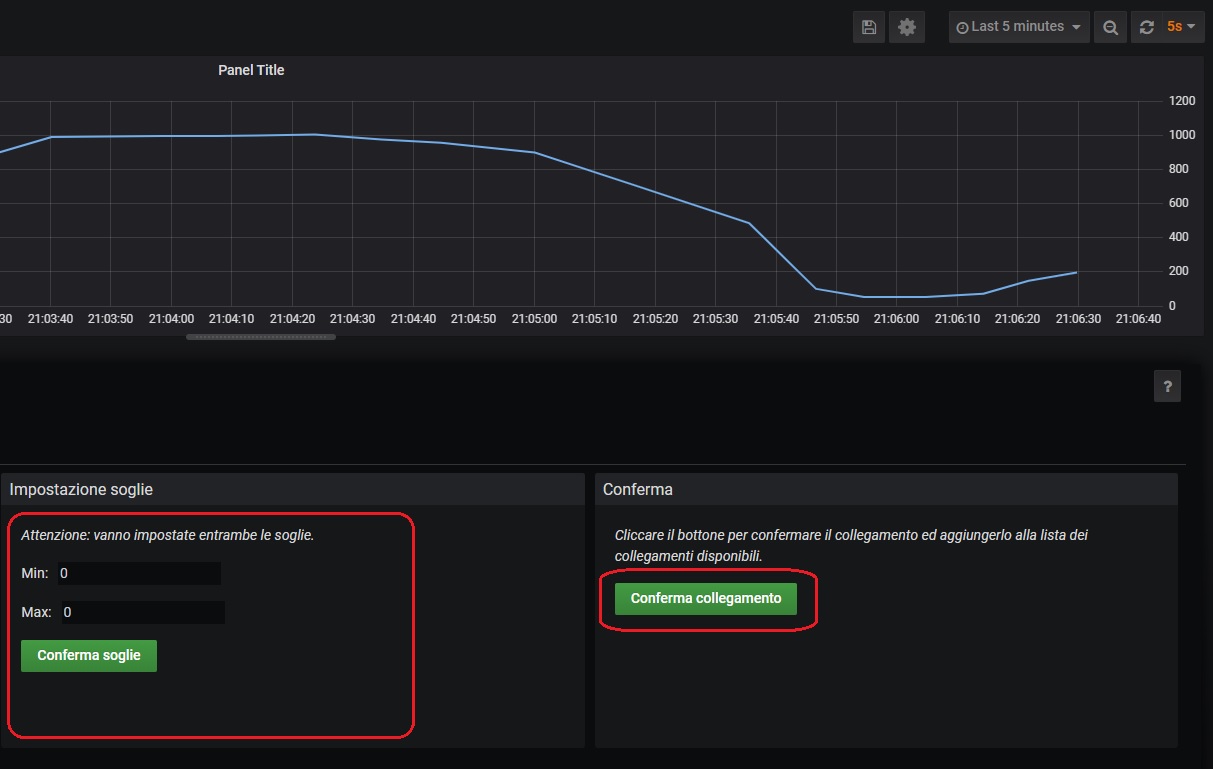 Last 5 minutes
5s
Panel Title
1200
1000
800
600
400
200
0
30 21:03:40 21:03:50 21:04:00 21:04:10 21:04:20 21:04:30 21:04:40 21:04:50 21:05:00 21:05:10 21:05:20 21:05:30 21:05:40 21:05:50 21:06:00 21:06:10 21:06:20 21:06:30 21:06:40
?
Impostazione soglie
Attenzione: vanno impostate entrambe le soglie.
Min: 0
Max: 0
Conferma soglie
Conferma
Cliccare il bottone per confermare il collegamento ed aggiungerlo alla lista dei
collegamenti disponibili.
Conferma collegamento